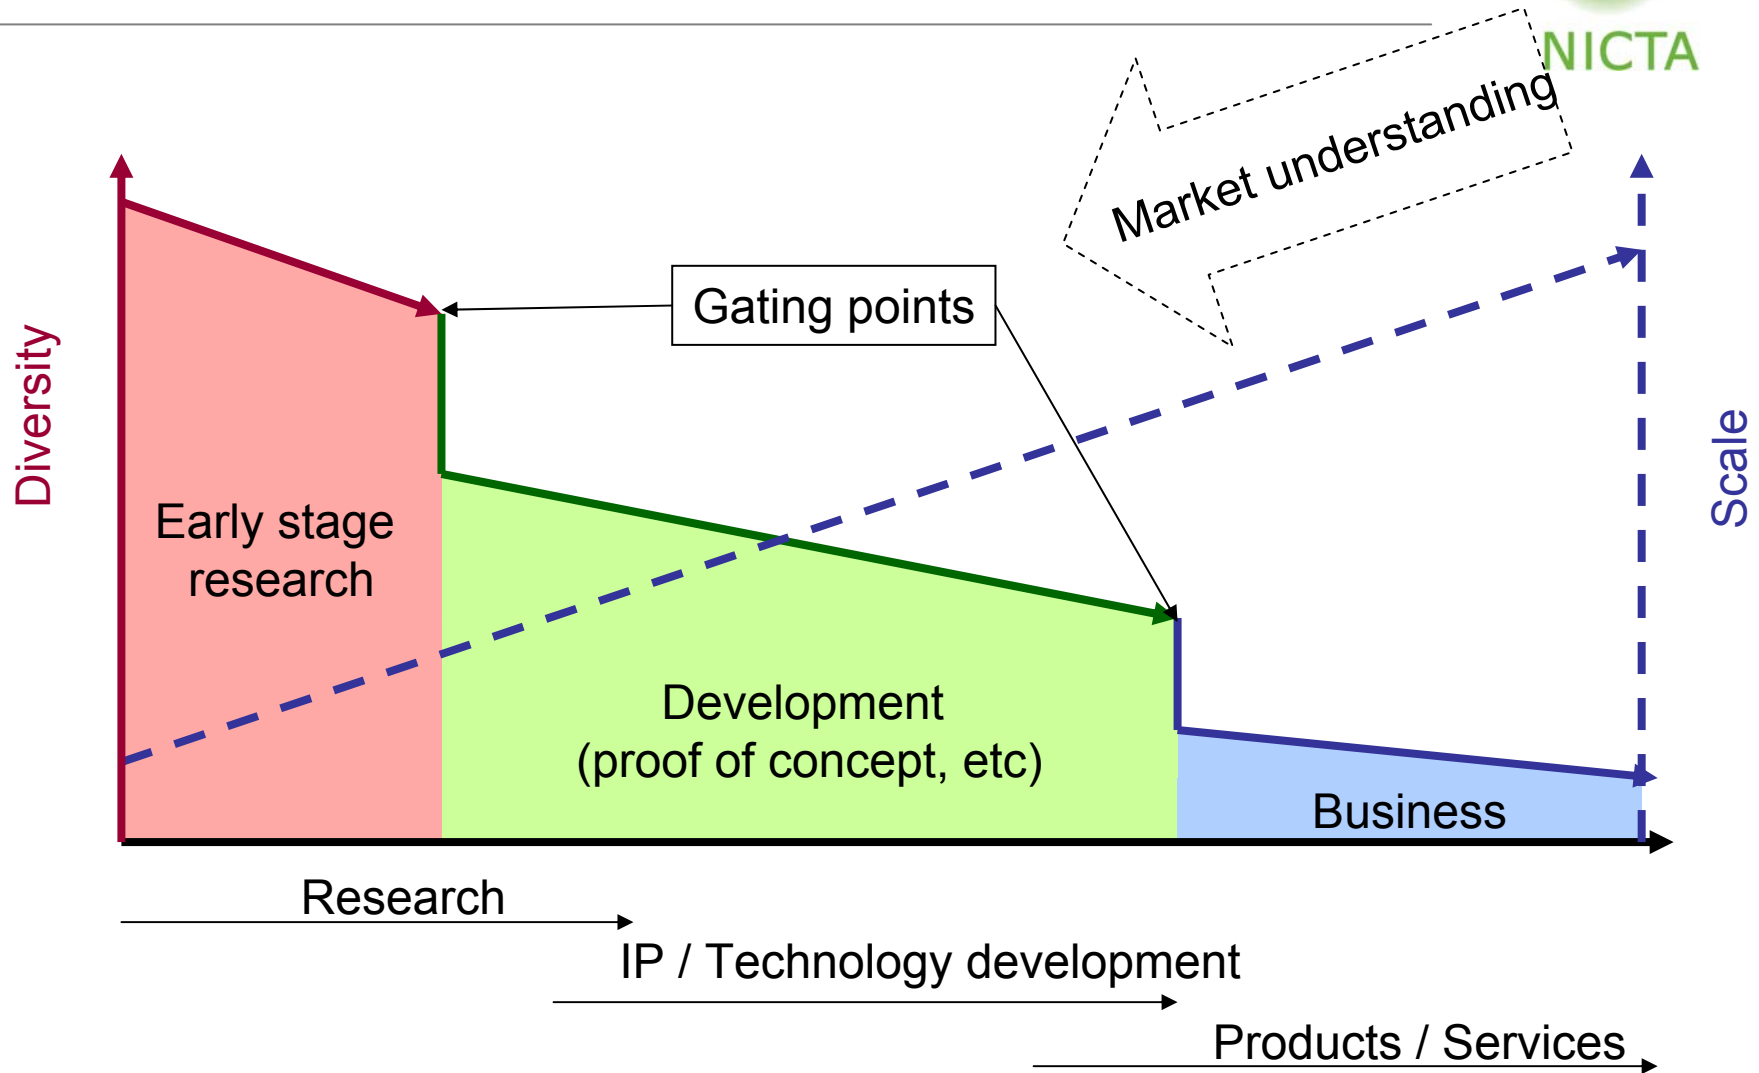 NICTA
Market understanding
Gating points
Diversity
Scale
Early stage
research
Development
(proof of concept, etc)
Business
Research
IP / Technology development
Products / Services